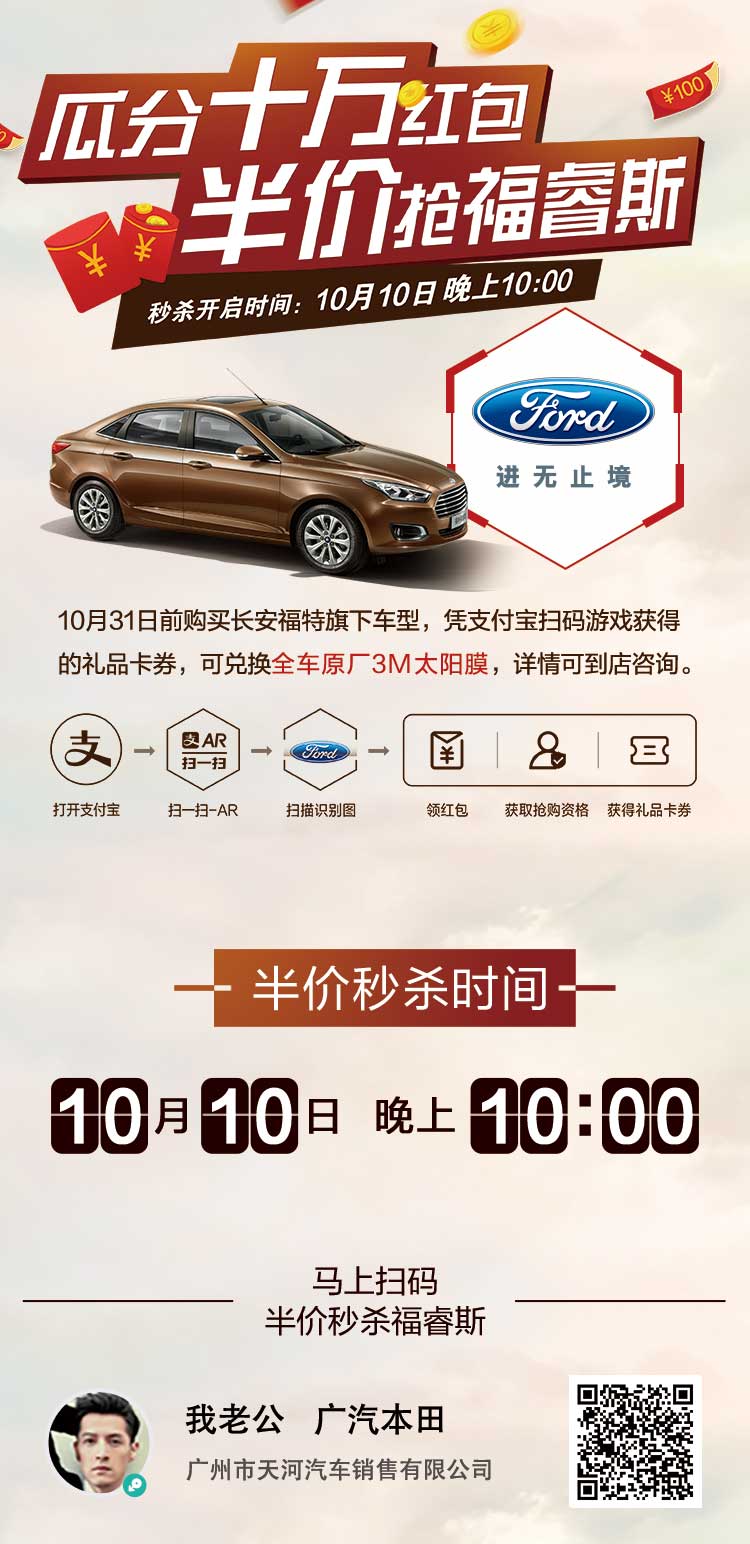 瓜分十万红包
¥100
0
半价抢福睿斯
¥
¥
秒杀开启时间：10月10日 晚上10:00
Ford
进无止境
10月31日前购买长安福特旗下车型，凭支付宝扫码游戏获得
的礼品卡券，可兑换全车原厂3M太阳膜，详情可到店咨询。
支
支AR
扫一扫
Ford
¥
打开支付宝
扫一扫-AR
扫描识别图
领红包
获取抢购资格
获得礼品卡券
半价秒杀时间
10月10日 晚上 10:00
马上扫码
半价秒杀福睿斯
我老公 广汽本田
广州市天河汽车销售有限公司